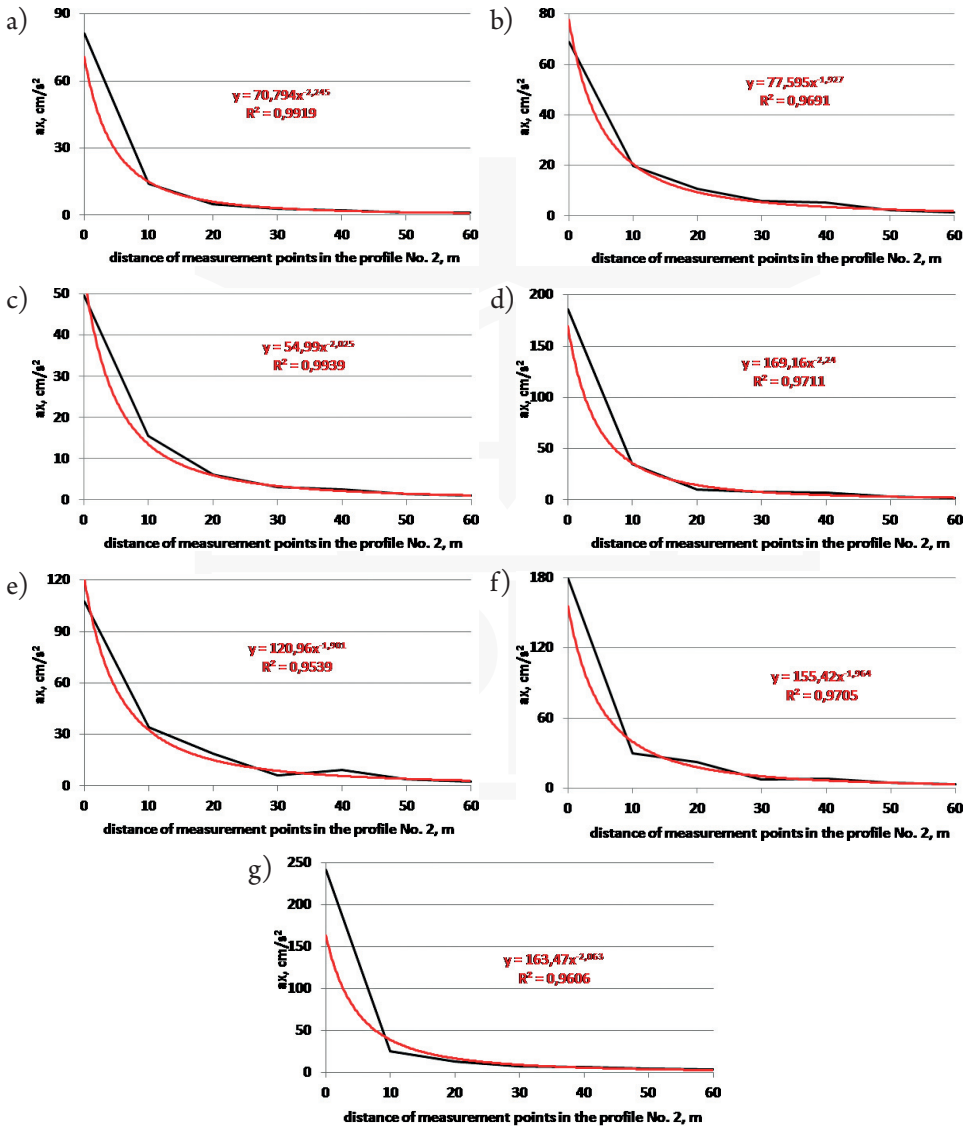 a)
90
60
30
0
ax, cm/s²
y = 70,794x^-2,245
R² = 0,9919
0 10 20 30 40 50 60
distance of measurement points in the profile No. 2, m
b)
80
60
40
20
0
ax, cm/s²
y = 77,595x^-1,927
R² = 0,9691
0 10 20 30 40 50 60
distance of measurement points in the profile No. 2, m
c)
50
40
30
20
10
0
ax, cm/s²
y = 54,99x^-2,025
R² = 0,9939
0 10 20 30 40 50 60
distance of measurement points in the profile No. 2, m
d)
200
150
100
50
0
ax, cm/s²
y = 169,16x^-2,24
R² = 0,9711
0 10 20 30 40 50 60
distance of measurement points in the profile No. 2, m
e)
120
90
60
30
0
ax, cm/s²
y = 120,96x^-1,901
R² = 0,9539
0 10 20 30 40 50 60
distance of measurement points in the profile No. 2, m
f)
180
120
60
0
ax, cm/s²
y = 155,42x^-1,964
R² = 0,9705
0 10 20 30 40 50 60
distance of measurement points in the profile No. 2, m
g)
250
200
150
100
50
0
ax, cm/s²
y = 163,47x^-2,063
R² = 0,9606
0 10 20 30 40 50 60
distance of measurement points in the profile No. 2, m